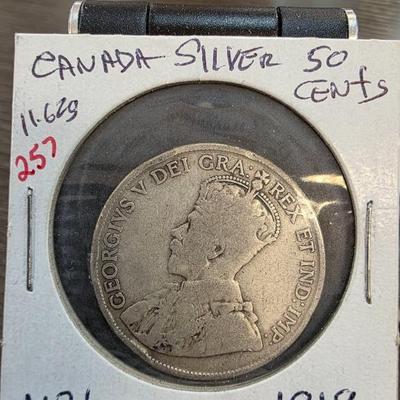 CANADA SILVER 50
CENts
11.62g
257
GEORGIVS V DEI GRA: REX ET IND: IMP: